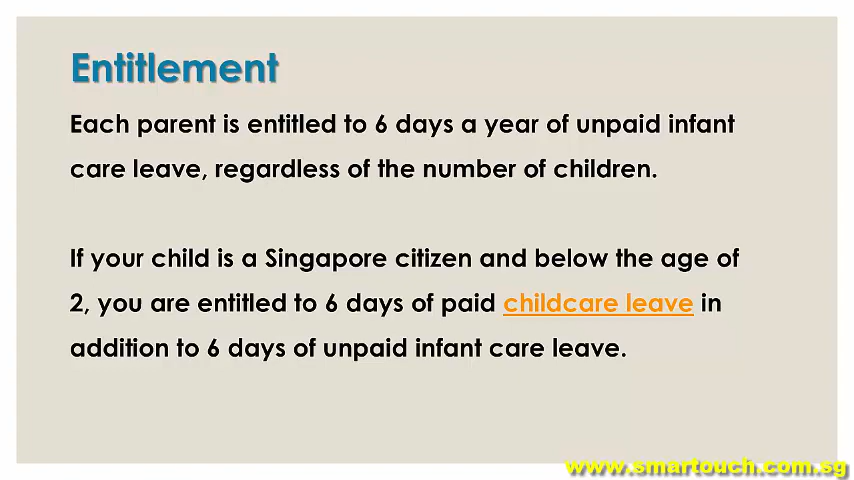 Entitlement
Each parent is entitled to 6 days a year of unpaid infant
care leave, regardless of the number of children.
If your child is a Singapore citizen and below the age of
2, you are entitled to 6 days of paid childcare leave in
addition to 6 days of unpaid infant care leave.
www.smartouch.com.sg